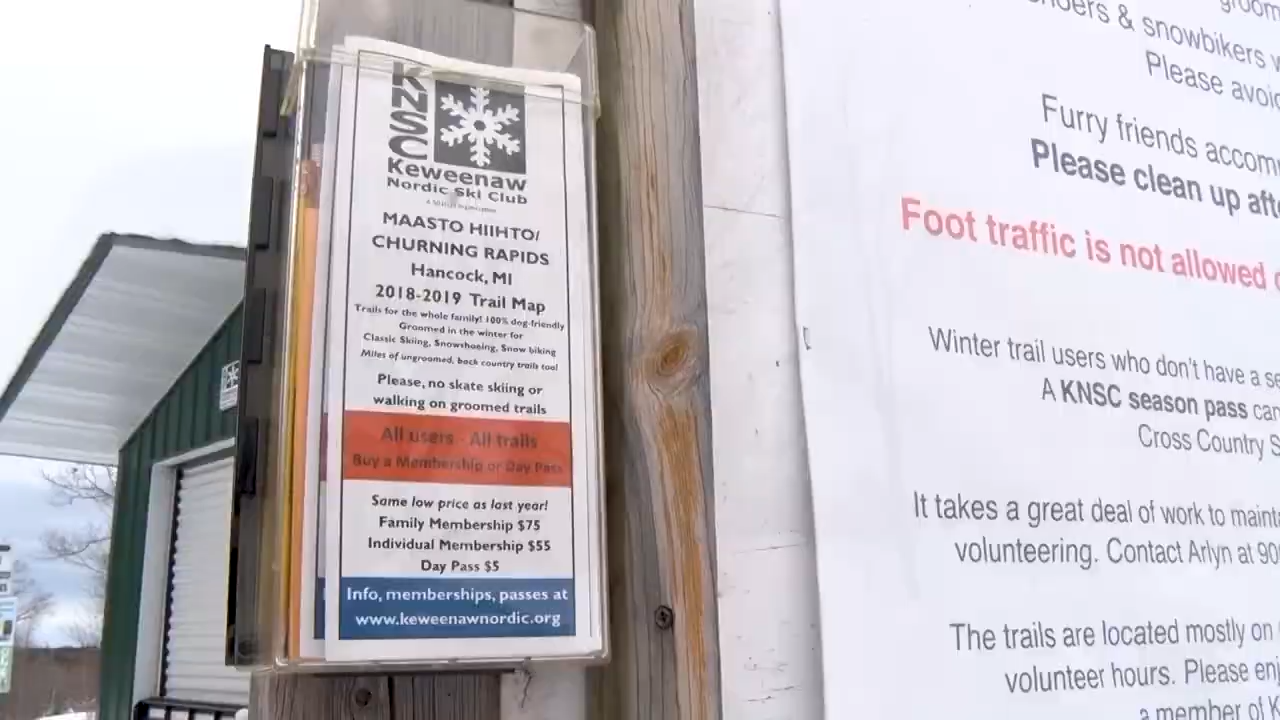 KNSC
Keweenaw
Nordic Ski Club
MAASTO HIIHTO/
CHURNING RAPIDS
Hancock, MI
2018-2019 Trail Map
Trails for the whole family! 100% dog-friendly
Groomed in the winter for
Classic Skiing, Snowshoeing, Snow biking
Miles of ungroomed, back country trails too!
Please, no skate skiing or
walking on groomed trails
All users - All trails
Buy a Membership or Day Pass
Same low price as last year!
Family Membership $75
Individual Membership $55
Day Pass $5
Info, memberships, passes at
www.keweenawnordic.org
groom
& snowbikers w
Please avoid
Furry friends accom
Please clean up afte
Foot traffic is not allowed o
Winter trail users who don't have a se
A KNSC season pass can
Cross Country S
It takes a great deal of work to maint
volunteering. Contact Arlyn at 90
The trails are located mostly on
volunteer hours. Please enj
a member of K